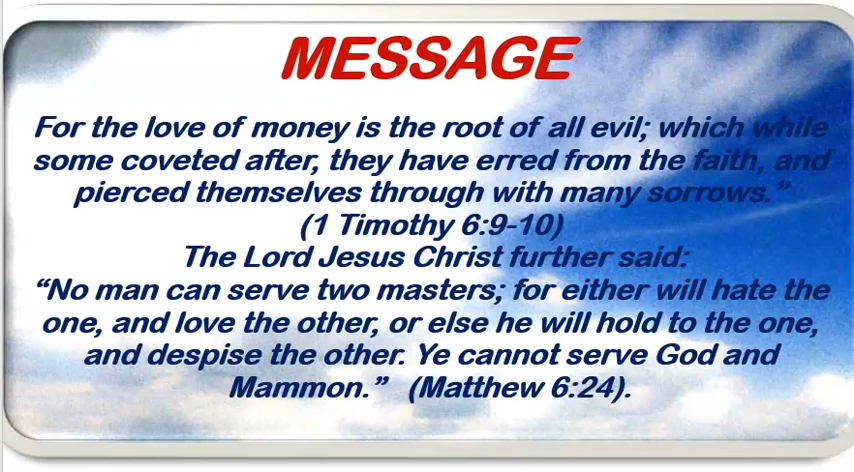 MESSAGE
For the love of money is the root of all evil; which while
some coveted after, they have erred from the faith, and
pierced themselves through with many sorrows.”
(1 Timothy 6:9-10)
The Lord Jesus Christ further said:
“No man can serve two masters; for either will hate the
one, and love the other, or else he will hold to the one,
and despise the other. Ye cannot serve God and
Mammon.” (Matthew 6:24).